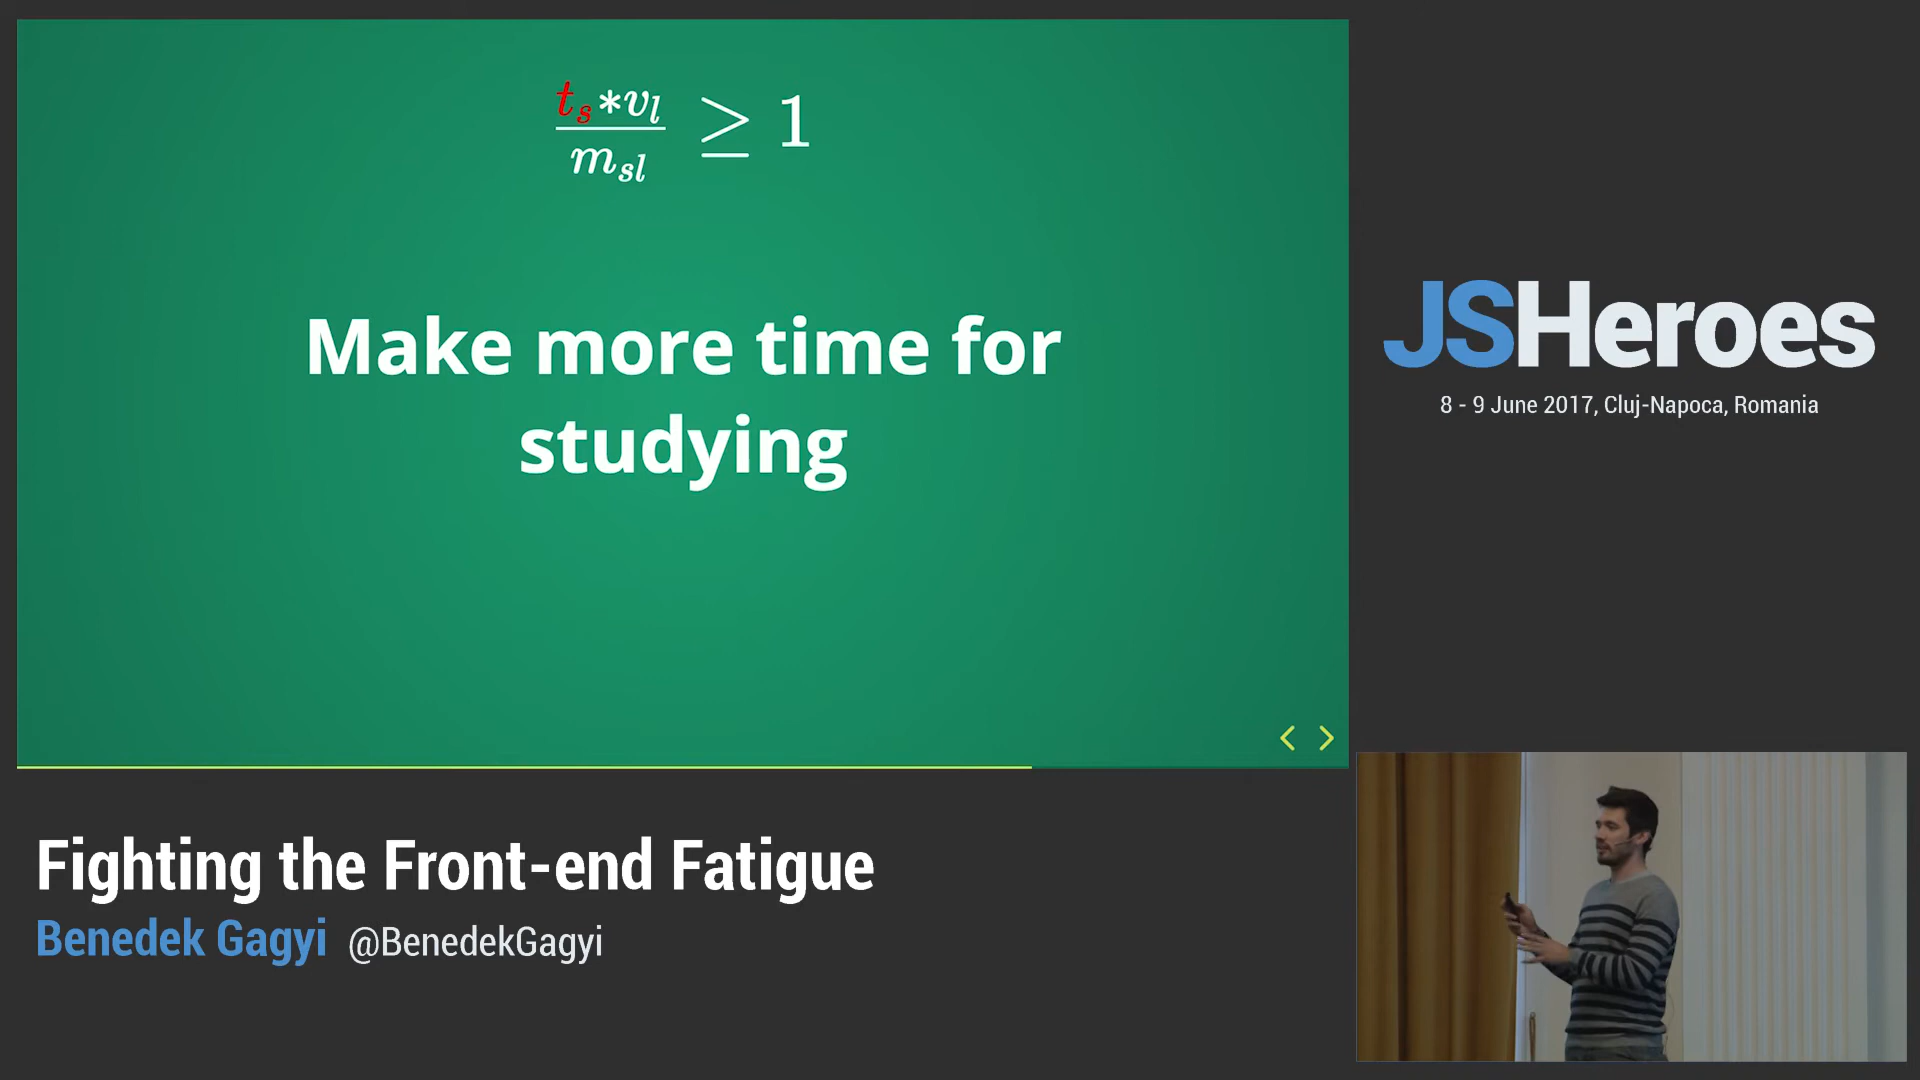 t_s * v_l
m_sl
≥ 1
Make more time for
studying
JSHeroes
8 - 9 June 2017, Cluj-Napoca, Romania
Fighting the Front-end Fatigue
Benedek Gagyi @BenedekGagyi